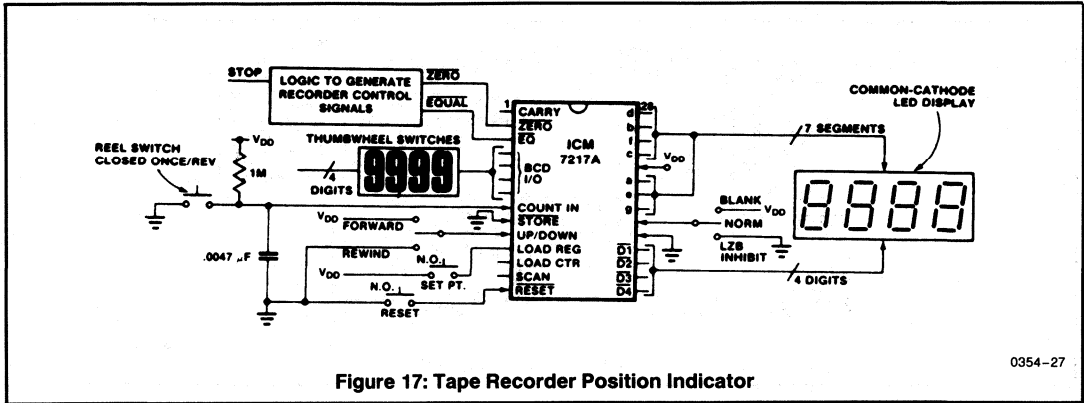 STOP
LOGIC TO GENERATE
RECORDER CONTROL
SIGNALS
ZERO
EQUAL
THUMBWHEEL SWITCHES
9999
4
DIGITS
REEL SWITCH
CLOSED ONCE/REV
VDD
1M
.0047 µF
VDD
FORWARD
REWIND
VDD
N.O.
SET PT.
N.O.
RESET
1
28
CARRY
ZERO
EQ
BCD
I/O
COUNT IN
STORE
UP/DOWN
LOAD REG
LOAD CTR
SCAN
RESET
ICM
7217A
d
b
f
c
VDD
a
e
g
D1
D2
D3
D4
7 SEGMENTS
BLANK
VDD
NORM
LZB
INHIBIT
4 DIGITS
COMMON-CATHODE
LED DISPLAY
8888
0354-27
Figure 17: Tape Recorder Position Indicator